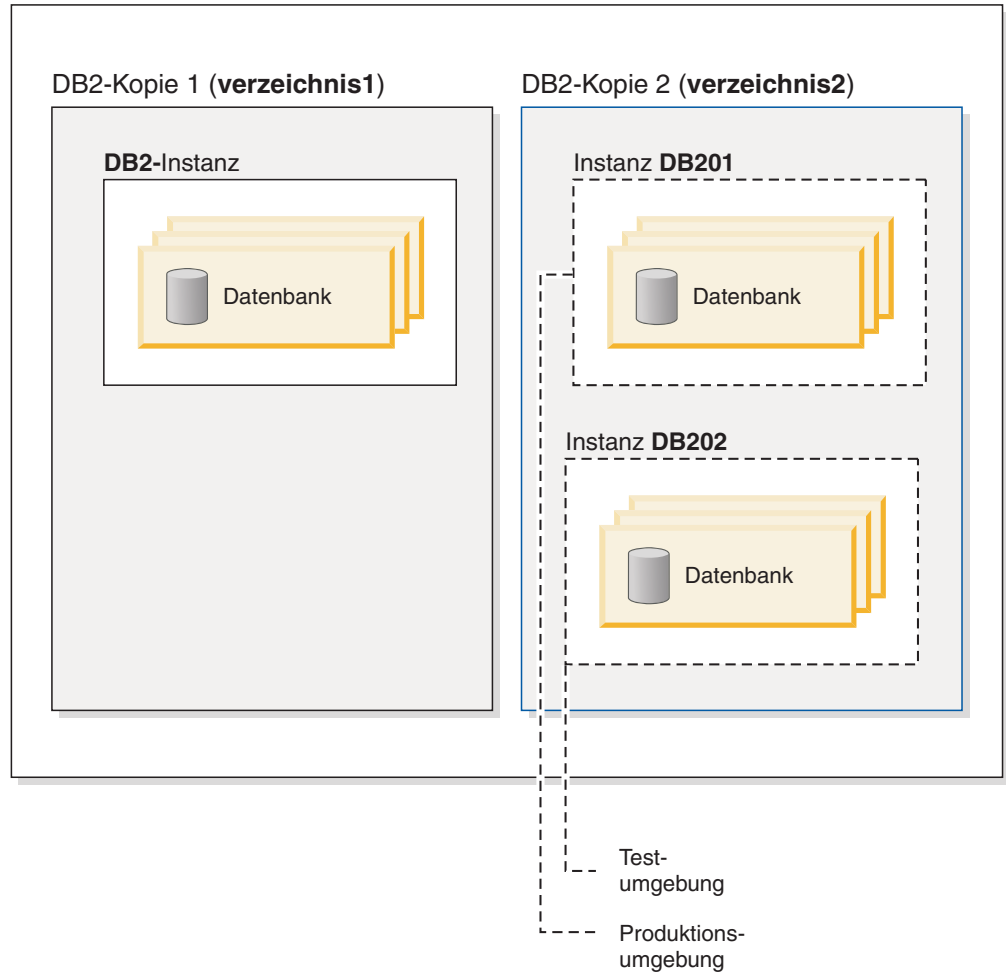 DB2-Kopie 1 (verzeichnis1)
DB2-Kopie 2 (verzeichnis2)
DB2-Instanz
Instanz DB201
Datenbank
Datenbank
Instanz DB202
Datenbank
Test-
umgebung
Produktions-
umgebung